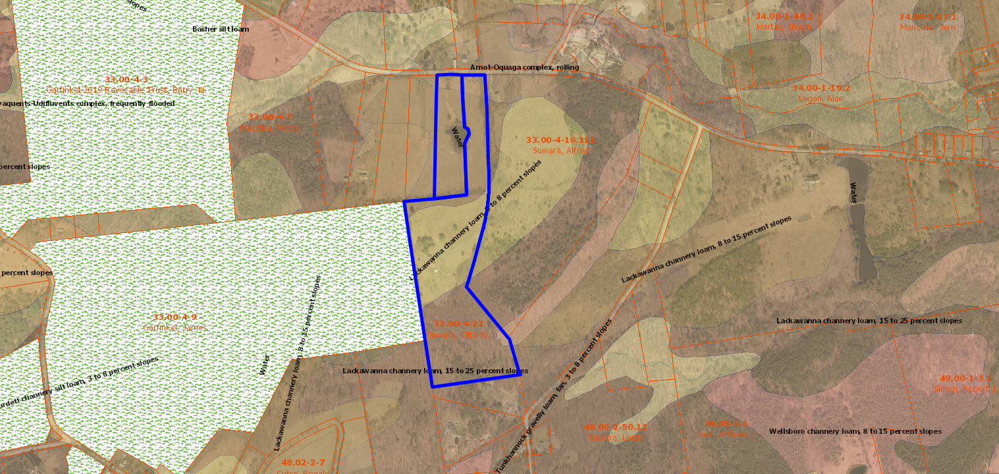 slopes
34.00-1-40.2
Hartas, Shaun
34.00-1-17.1
Mancuso, Jerri
Basher silt loam
Arnot-Oquaga complex, rolling
33.00-4-3
Garfinkel 2019 Revocable Trust, Barry H
34.00-1-19.2
Logan, Alan
vaquents-Udifluvents complex, frequently flooded
33.00-4-7
Water
33.00-4-16.111
Suwara, Alfred
percent slopes
Water
Lackawanna channery loam, 3 to 8 percent slopes
Lackawanna channery loam, 8 to 15 percent slopes
percent slopes
33.00-4-9
Garfinkel, James
Lackawanna channery loam, 8 to 15 percent slopes
33.00-4-22
Suwara, Otto W
Lackawanna channery loam, 15 to 25 percent slopes
Water
Lackawanna channery loam, 15 to 25 percent slopes
urdett channery silt loam, 3 to 8 percent slopes
Tunkhannock gravelly loam, fan, 3 to 8 percent slopes
49.00-1-3.1
Simon, Robert J
48.00-2-50.11
Suwara, Linda
48.00-1-1
Wellsboro channery loam, 8 to 15 percent slopes
48.02-2-7
Cutro, Ronald